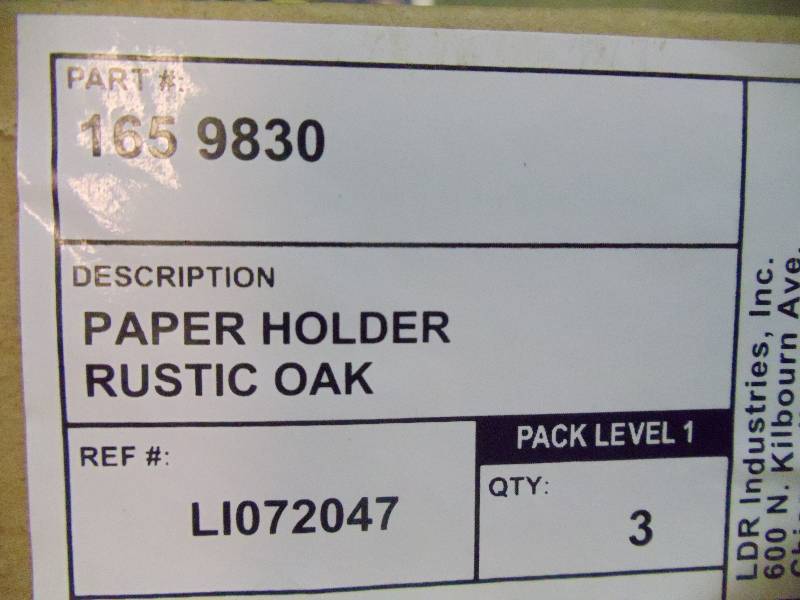 PART #:
165 9830
DESCRIPTION
PAPER HOLDER
RUSTIC OAK
REF #:
LI072047
PACK LEVEL 1
QTY:
3
LDR Industries, Inc.
600 N. Kilbourn Ave.